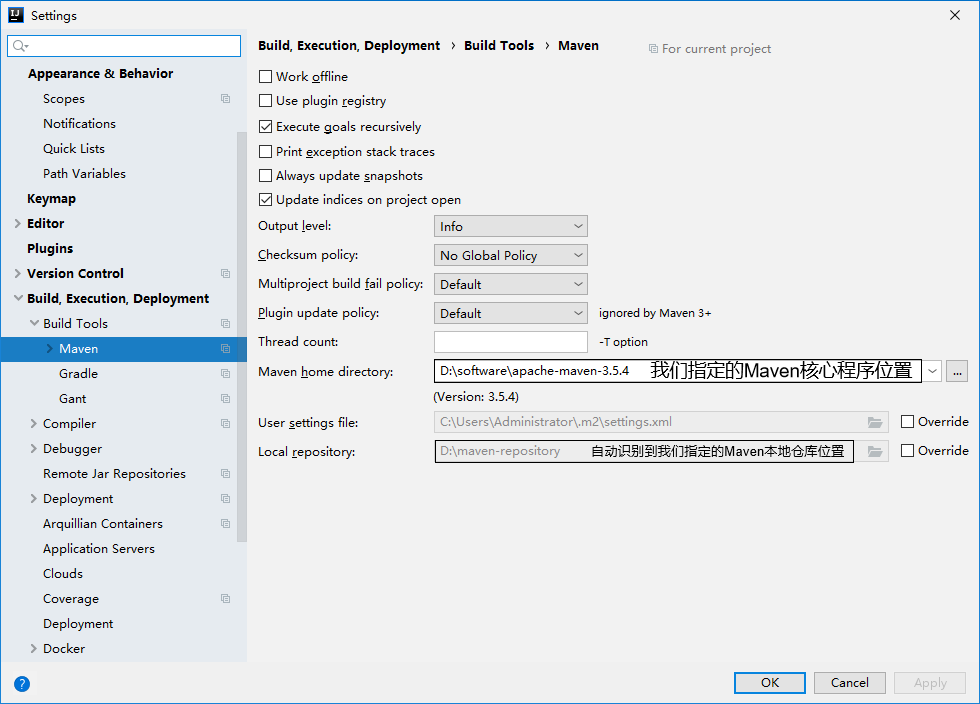 Settings
Appearance & Behavior
Scopes
Notifications
Quick Lists
Path Variables
Keymap
Editor
Plugins
Version Control
Build, Execution, Deployment
Build Tools
Maven
Gradle
Gant
Compiler
Debugger
Remote Jar Repositories
Deployment
Arquillian Containers
Application Servers
Clouds
Coverage
Deployment
Docker
Build, Execution, Deployment › Build Tools › Maven For current project
Work offline
Use plugin registry
Execute goals recursively
Print exception stack traces
Always update snapshots
Update indices on project open
Output level: Info
Checksum policy: No Global Policy
Multiproject build fail policy: Default
Plugin update policy: Default ignored by Maven 3+
Thread count: -T option
Maven home directory: D:\software\apache-maven-3.5.4 我们指定的Maven核心程序位置 ...
(Version: 3.5.4)
User settings file: C:\Users\Administrator\.m2\settings.xml Override
Local repository: D:\maven-repository 自动识别到我们指定的Maven本地仓库位置 Override
? OK Cancel Apply